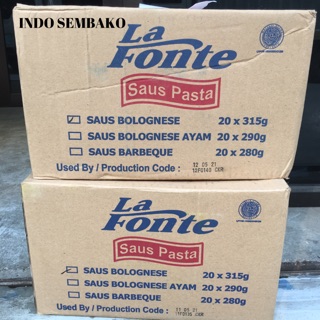 INDO SEMBAKO
La
Fonte
Saus Pasta
SAUS BOLOGNESE 20 x 315g
SAUS BOLOGNESE AYAM 20 x 290g
SAUS BARBEQUE 20 x 280g
Used By / Production Code :
La
Fonte
Saus Pasta
SAUS BOLOGNESE 20 x 315g
SAUS BOLOGNESE AYAM 20 x 290g
SAUS BARBEQUE 20 x 280g
Used By / Production Code :